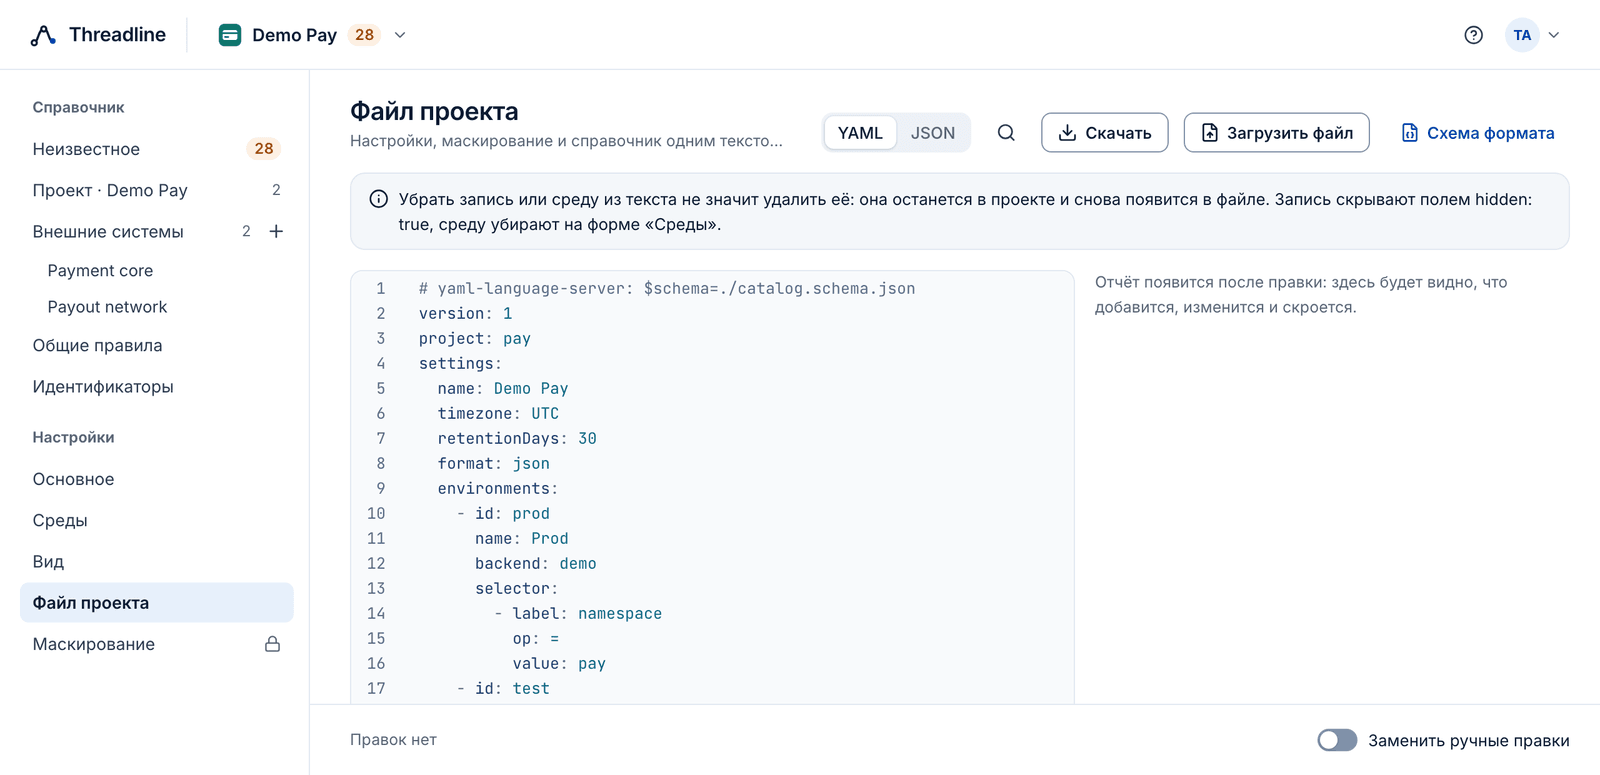 Threadline
Demo Pay 28
TA
Справочник
Неизвестное 28
Проект · Demo Pay 2
Внешние системы 2
Payment core
Payout network
Общие правила
Идентификаторы
Настройки
Основное
Среды
Вид
Файл проекта
Маскирование
Файл проекта
Настройки, маскирование и справочник одним тексто...
YAML JSON
Скачать
Загрузить файл
Схема формата
Убрать запись или среду из текста не значит удалить её: она останется в проекте и снова появится в файле. Запись скрывают полем hidden:
true, среду убирают на форме «Среды».
1 # yaml-language-server: $schema=./catalog.schema.json
2 version: 1
3 project: pay
4 settings:
5 name: Demo Pay
6 timezone: UTC
7 retentionDays: 30
8 format: json
9 environments:
10 - id: prod
11 name: Prod
12 backend: demo
13 selector:
14 - label: namespace
15 op: =
16 value: pay
17 - id: test
Отчёт появится после правки: здесь будет видно, что
добавится, изменится и скроется.
Правок нет
Заменить ручные правки